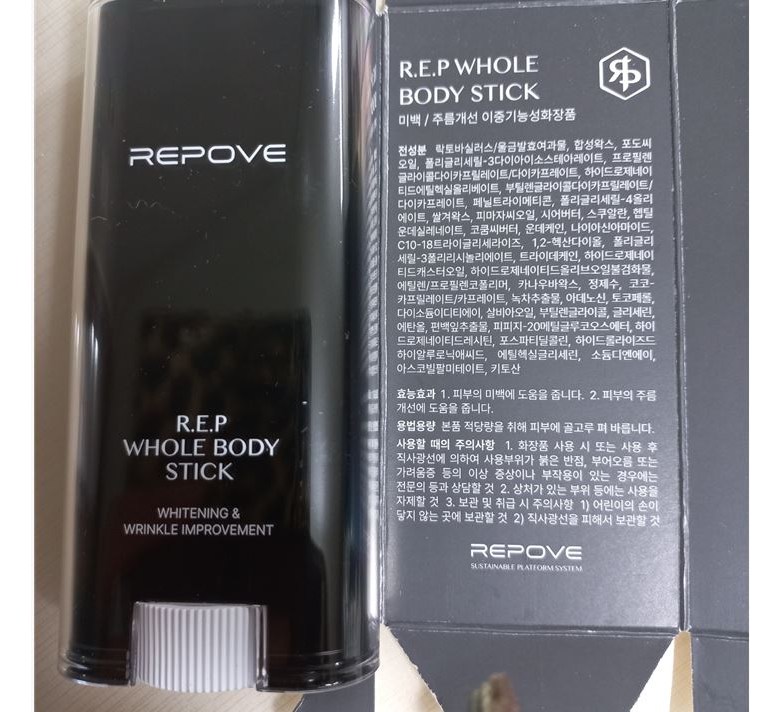 REPOVE
R.E.P
WHOLE BODY
STICK
WHITENING &
WRINKLE IMPROVEMENT
R.E.P WHOLE
BODY STICK
미백 / 주름개선 이중기능성화장품
전성분 락토바실러스/울금발효여과물, 합성왁스, 포도씨
오일, 폴리글리세릴-3다이아이소스테아레이트, 프로필렌
글라이콜다이카프릴레이트/다이카프레이트, 하이드로제네이
티드에틸헥실올리베이트, 부틸렌글라이콜다이카프릴레이트/
다이카프레이트, 페닐트라이메티콘, 폴리글리세릴-4올리
에이트, 쌀겨왁스, 피마자씨오일, 시어버터, 스쿠알란, 헵틸
운데실레네이트, 코쿰씨버터, 운데케인, 나이아신아마이드,
C10-18트라이글리세라이즈, 1,2-헥산다이올, 폴리글리
세릴-3폴리리시놀리에이트, 트라이데케인, 하이드로제네이
티드캐스터오일, 하이드로제네이티드올리브오일불검화물,
에틸렌/프로필렌코폴리머, 카나우바왁스, 정제수, 코코-
카프릴레이트/카프레이트, 녹차추출물, 아데노신, 토코페롤,
다이소듐이디티에이, 살비아오일, 부틸렌글라이콜, 글리세린,
에탄올, 편백잎추출물, 피피지-20메틸글루코오스에터, 하이
드로제네이티드레시틴, 포스파티딜콜린, 하이드롤라이즈드
하이알루로닉애씨드, 에틸헥실글리세린, 소듐디엔에이,
아스코빌팔미테이트, 키토산
효능효과 1. 피부의 미백에 도움을 줍니다. 2. 피부의 주름
개선에 도움을 줍니다.
용법용량 본품 적당량을 취해 피부에 골고루 펴 바릅니다.
사용할 때의 주의사항 1. 화장품 사용 시 또는 사용 후
직사광선에 의하여 사용부위가 붉은 반점, 부어오름 또는
가려움증 등의 이상 증상이나 부작용이 있는 경우에는
전문의 등과 상담할 것 2. 상처가 있는 부위 등에는 사용을
자제할 것 3. 보관 및 취급 시 주의사항 1) 어린이의 손이
닿지 않는 곳에 보관할 것 2) 직사광선을 피해서 보관할 것
REPOVE
SUSTAINABLE PLATFORM SYSTEM